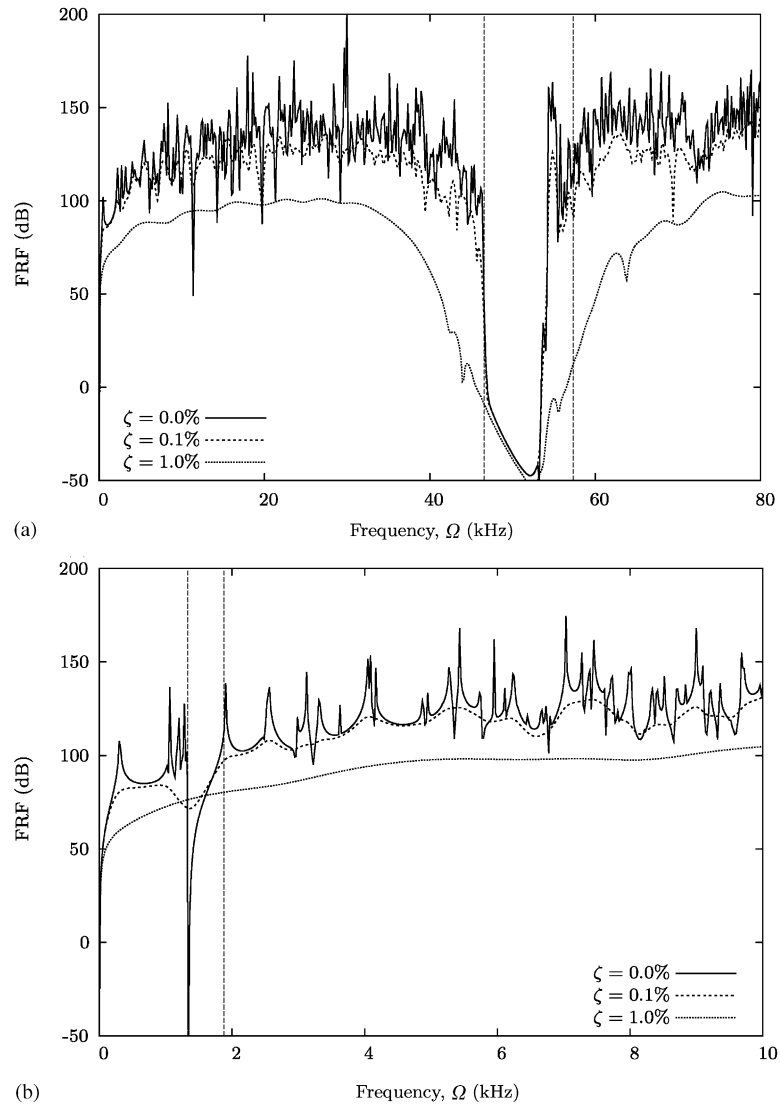 200
150
100
50
0
-50
FRF (dB)
ζ = 0.0%
ζ = 0.1%
ζ = 1.0%
0 20 40 60 80
(a)
Frequency, Ω (kHz)
200
150
100
50
0
-50
FRF (dB)
ζ = 0.0%
ζ = 0.1%
ζ = 1.0%
0 2 4 6 8 10
(b)
Frequency, Ω (kHz)